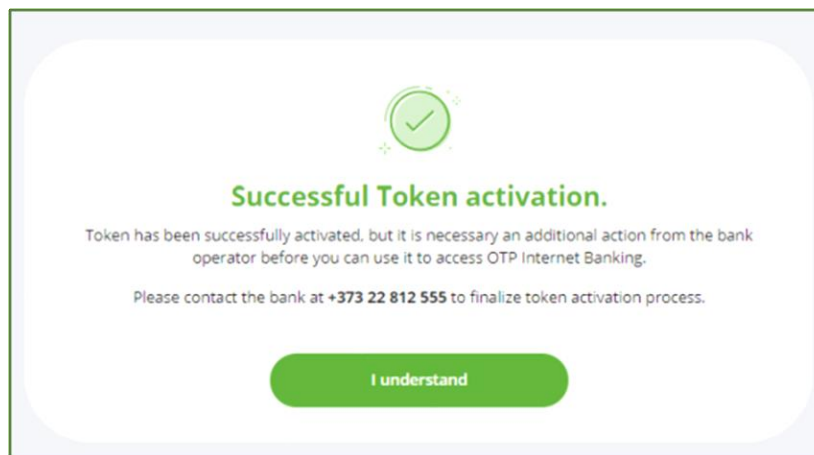 Successful Token activation.
Token has been successfully activated, but it is necessary an additional action from the bank
operator before you can use it to access OTP Internet Banking.
Please contact the bank at +373 22 812 555 to finalize token activation process.
I understand